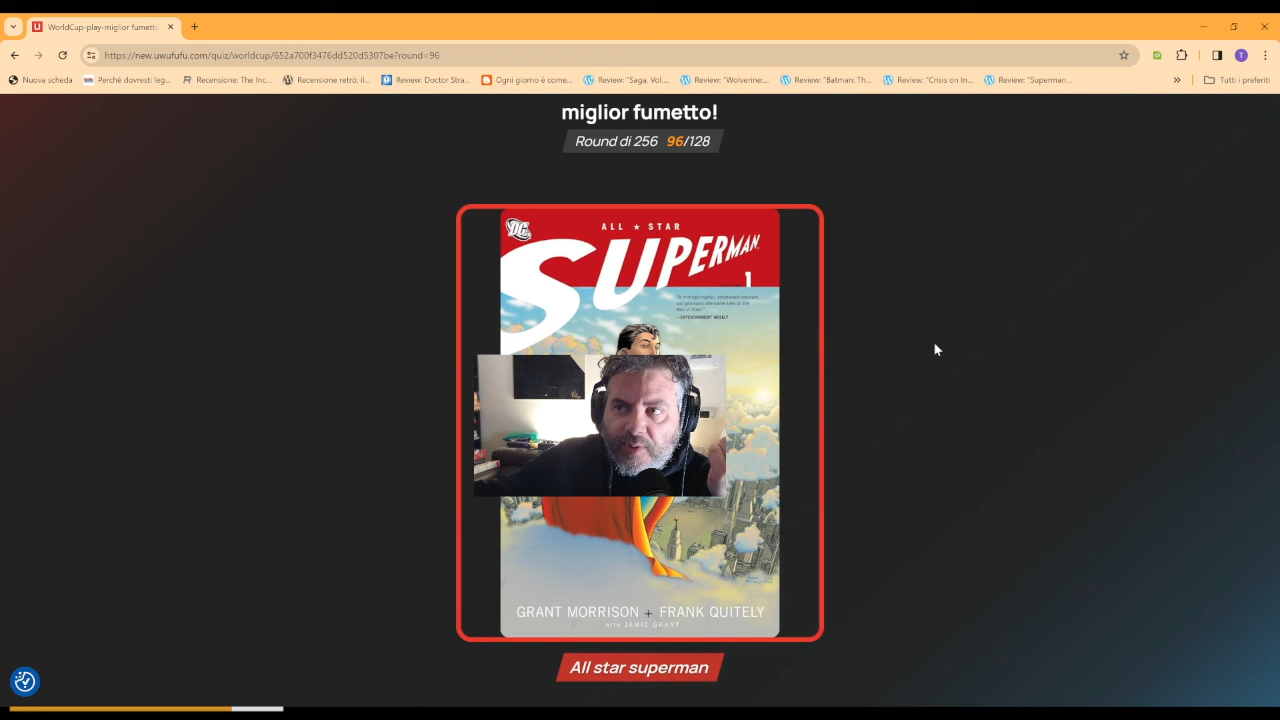 WorldCup-play-miglior fumetto
https://new.uwufufu.com/quiz/worldcup/652a700f3476dd520d5307be?round=96
T
Nuova scheda
Perché dovresti leg...
Recensione: The Inc...
Recensione retrò: il...
Review: Doctor Stra...
Ogni giorno è come...
Review: "Saga, Vol....
Review: "Wolverine:...
Review: "Batman: Th...
Review: "Crisis on In...
Review: "Superman...
»
Tutti i preferiti
miglior fumetto!
Round di 256 96/128
DC
ALL ★ STAR
SUPERMAN
1
—ENTERTAINMENT WEEKLY
GRANT MORRISON + FRANK QUITELY
WITH JAMIE GRANT
All star superman